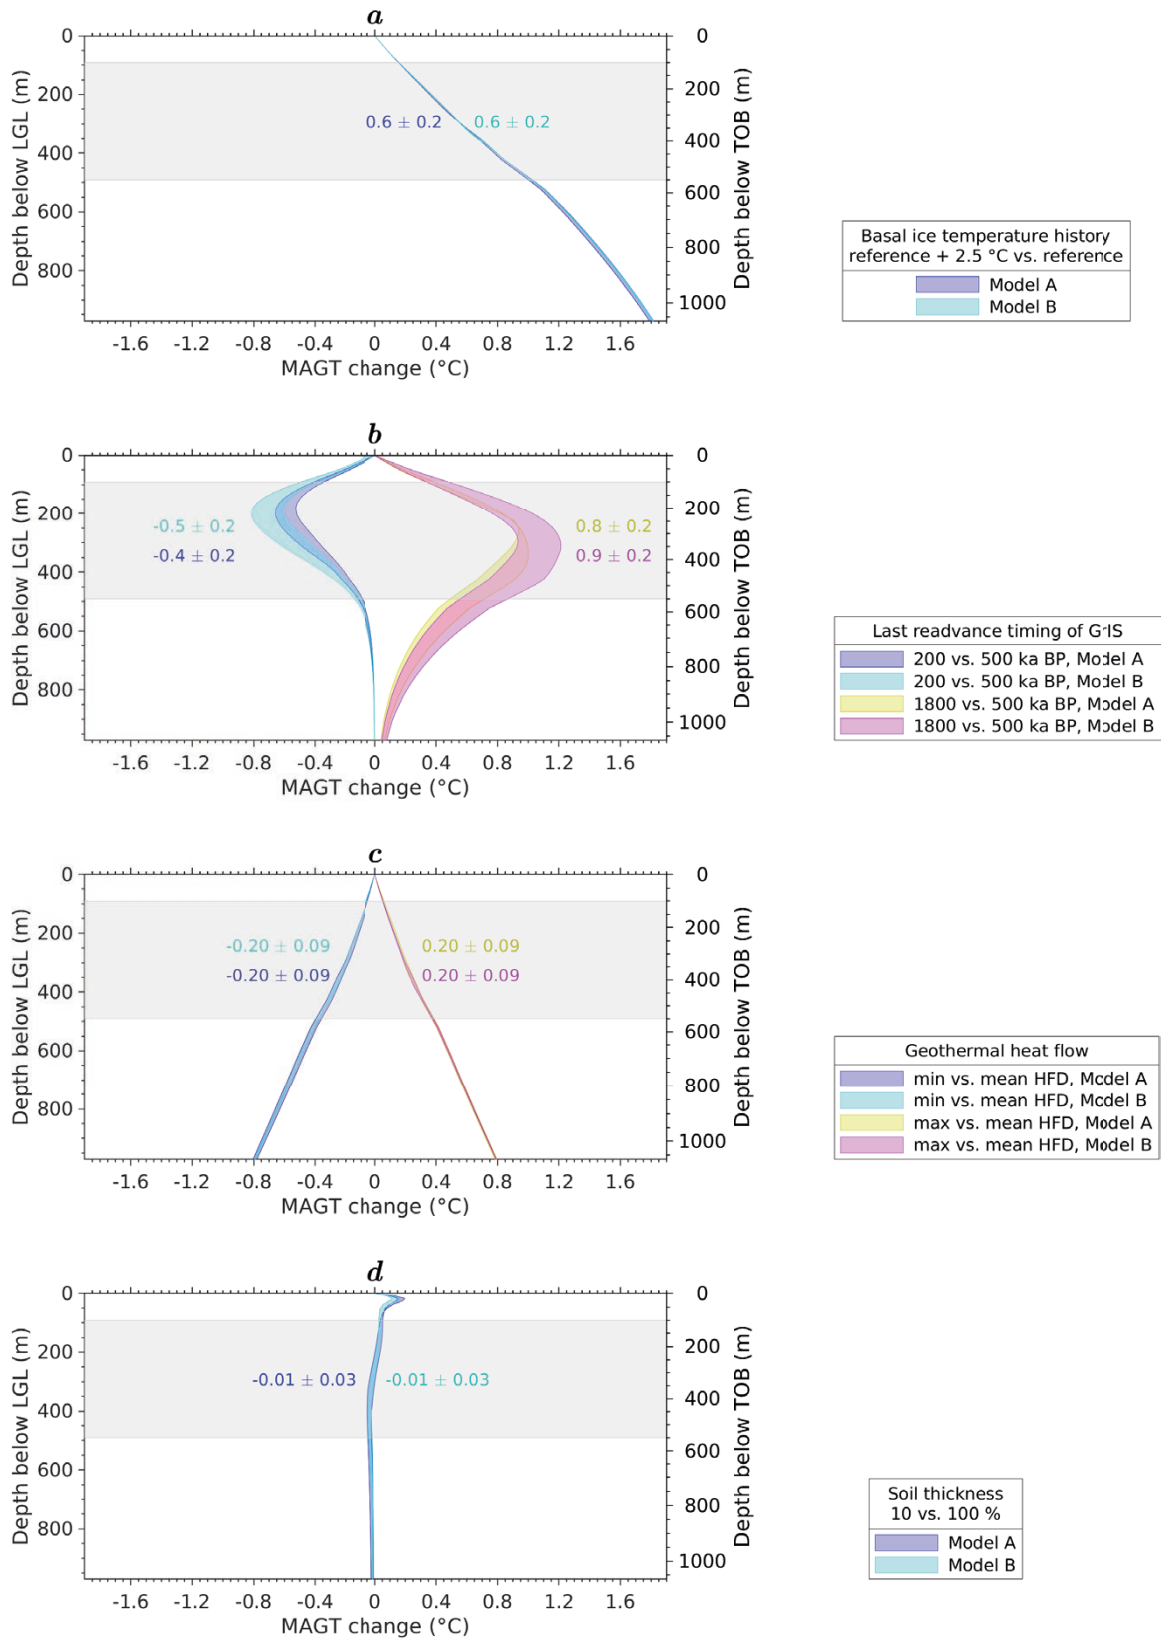 a
0
200
400
600
800
Depth below LGL (m)
0.6 ± 0.2
0.6 ± 0.2
0
200
400
600
800
1000
Depth below TOB (m)
-1.6 -1.2 -0.8 -0.4 0 0.4 0.8 1.2 1.6
MAGT change (°C)
Basal ice temperature history
reference + 2.5 °C vs. reference
Model A
Model B
b
0
200
400
600
800
Depth below LGL (m)
-0.5 ± 0.2
-0.4 ± 0.2
0.8 ± 0.2
0.9 ± 0.2
0
200
400
600
800
1000
Depth below TOB (m)
-1.6 -1.2 -0.8 -0.4 0 0.4 0.8 1.2 1.6
MAGT change (°C)
Last readvance timing of GrIS
200 vs. 500 ka BP, Model A
200 vs. 500 ka BP, Model B
1800 vs. 500 ka BP, Model A
1800 vs. 500 ka BP, Model B
c
0
200
400
600
800
Depth below LGL (m)
-0.20 ± 0.09
-0.20 ± 0.09
0.20 ± 0.09
0.20 ± 0.09
0
200
400
600
800
1000
Depth below TOB (m)
-1.6 -1.2 -0.8 -0.4 0 0.4 0.8 1.2 1.6
MAGT change (°C)
Geothermal heat flow
min vs. mean HFD, Model A
min vs. mean HFD, Model B
max vs. mean HFD, Model A
max vs. mean HFD, Model B
d
0
200
400
600
800
Depth below LGL (m)
-0.01 ± 0.03
-0.01 ± 0.03
0
200
400
600
800
1000
Depth below TOB (m)
-1.6 -1.2 -0.8 -0.4 0 0.4 0.8 1.2 1.6
MAGT change (°C)
Soil thickness
10 vs. 100 %
Model A
Model B